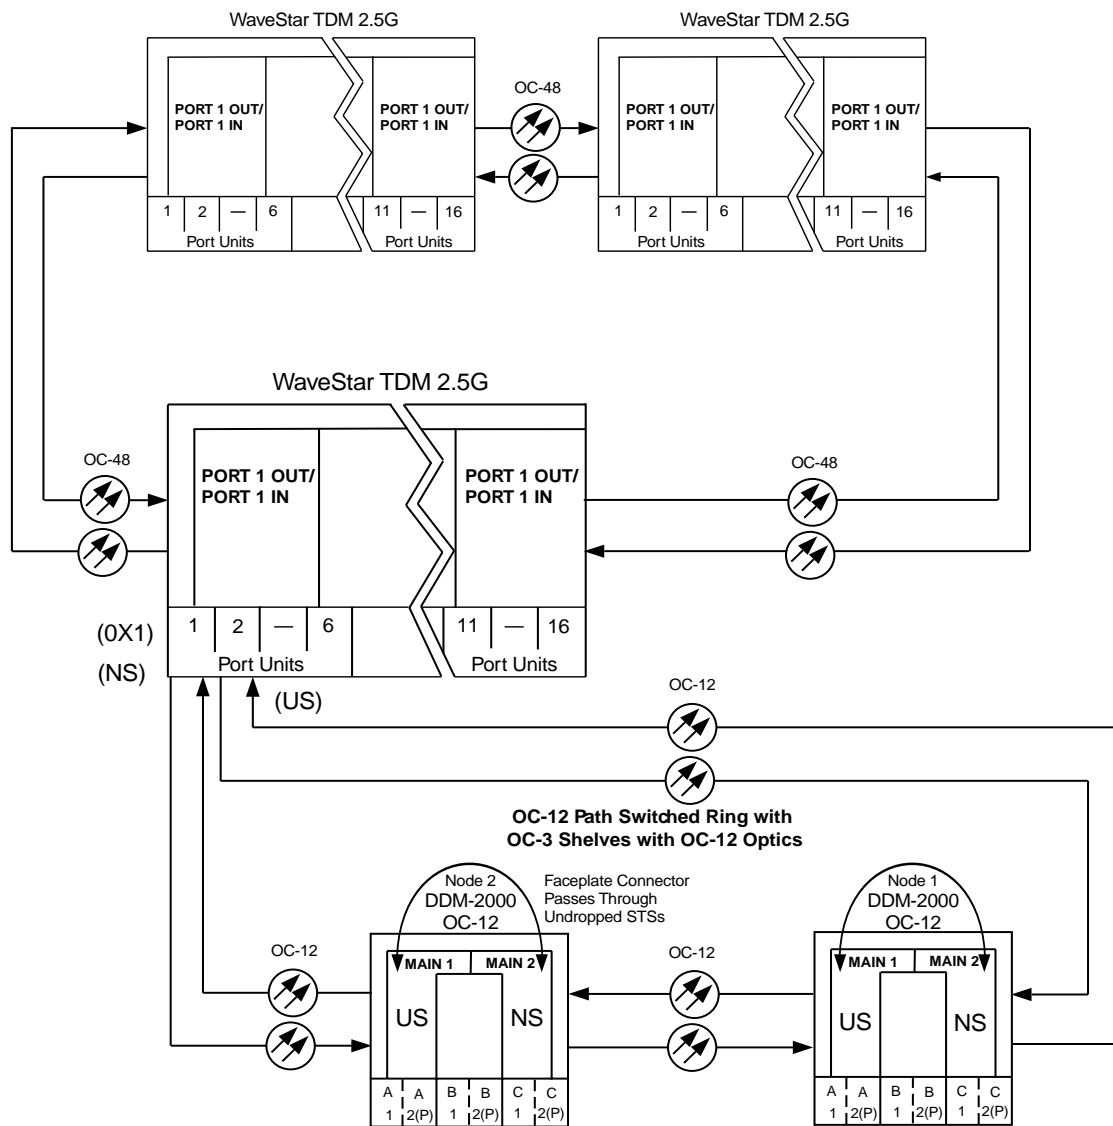 WaveStar TDM 2.5G
WaveStar TDM 2.5G
PORT 1 OUT/
PORT 1 IN
PORT 1 OUT/
PORT 1 IN
OC-48
PORT 1 OUT/
PORT 1 IN
PORT 1 OUT/
PORT 1 IN
1 2 — 6 11 — 16
Port Units Port Units
1 2 — 6 11 — 16
Port Units Port Units
WaveStar TDM 2.5G
OC-48
PORT 1 OUT/
PORT 1 IN
PORT 1 OUT/
PORT 1 IN
OC-48
(0X1)
(NS)
1 2 — 6 11 — 16
Port Units Port Units
(US)
OC-12
OC-12 Path Switched Ring with
OC-3 Shelves with OC-12 Optics
Node 2
DDM-2000
OC-12
Faceplate Connector
Passes Through
Undropped STSs
Node 1
DDM-2000
OC-12
OC-12
MAIN 1 MAIN 2
US NS
OC-12
MAIN 1 MAIN 2
US NS
A A B B C C
1 2(P) 1 2(P) 1 2(P)
A A B B C C
1 2(P) 1 2(P) 1 2(P)